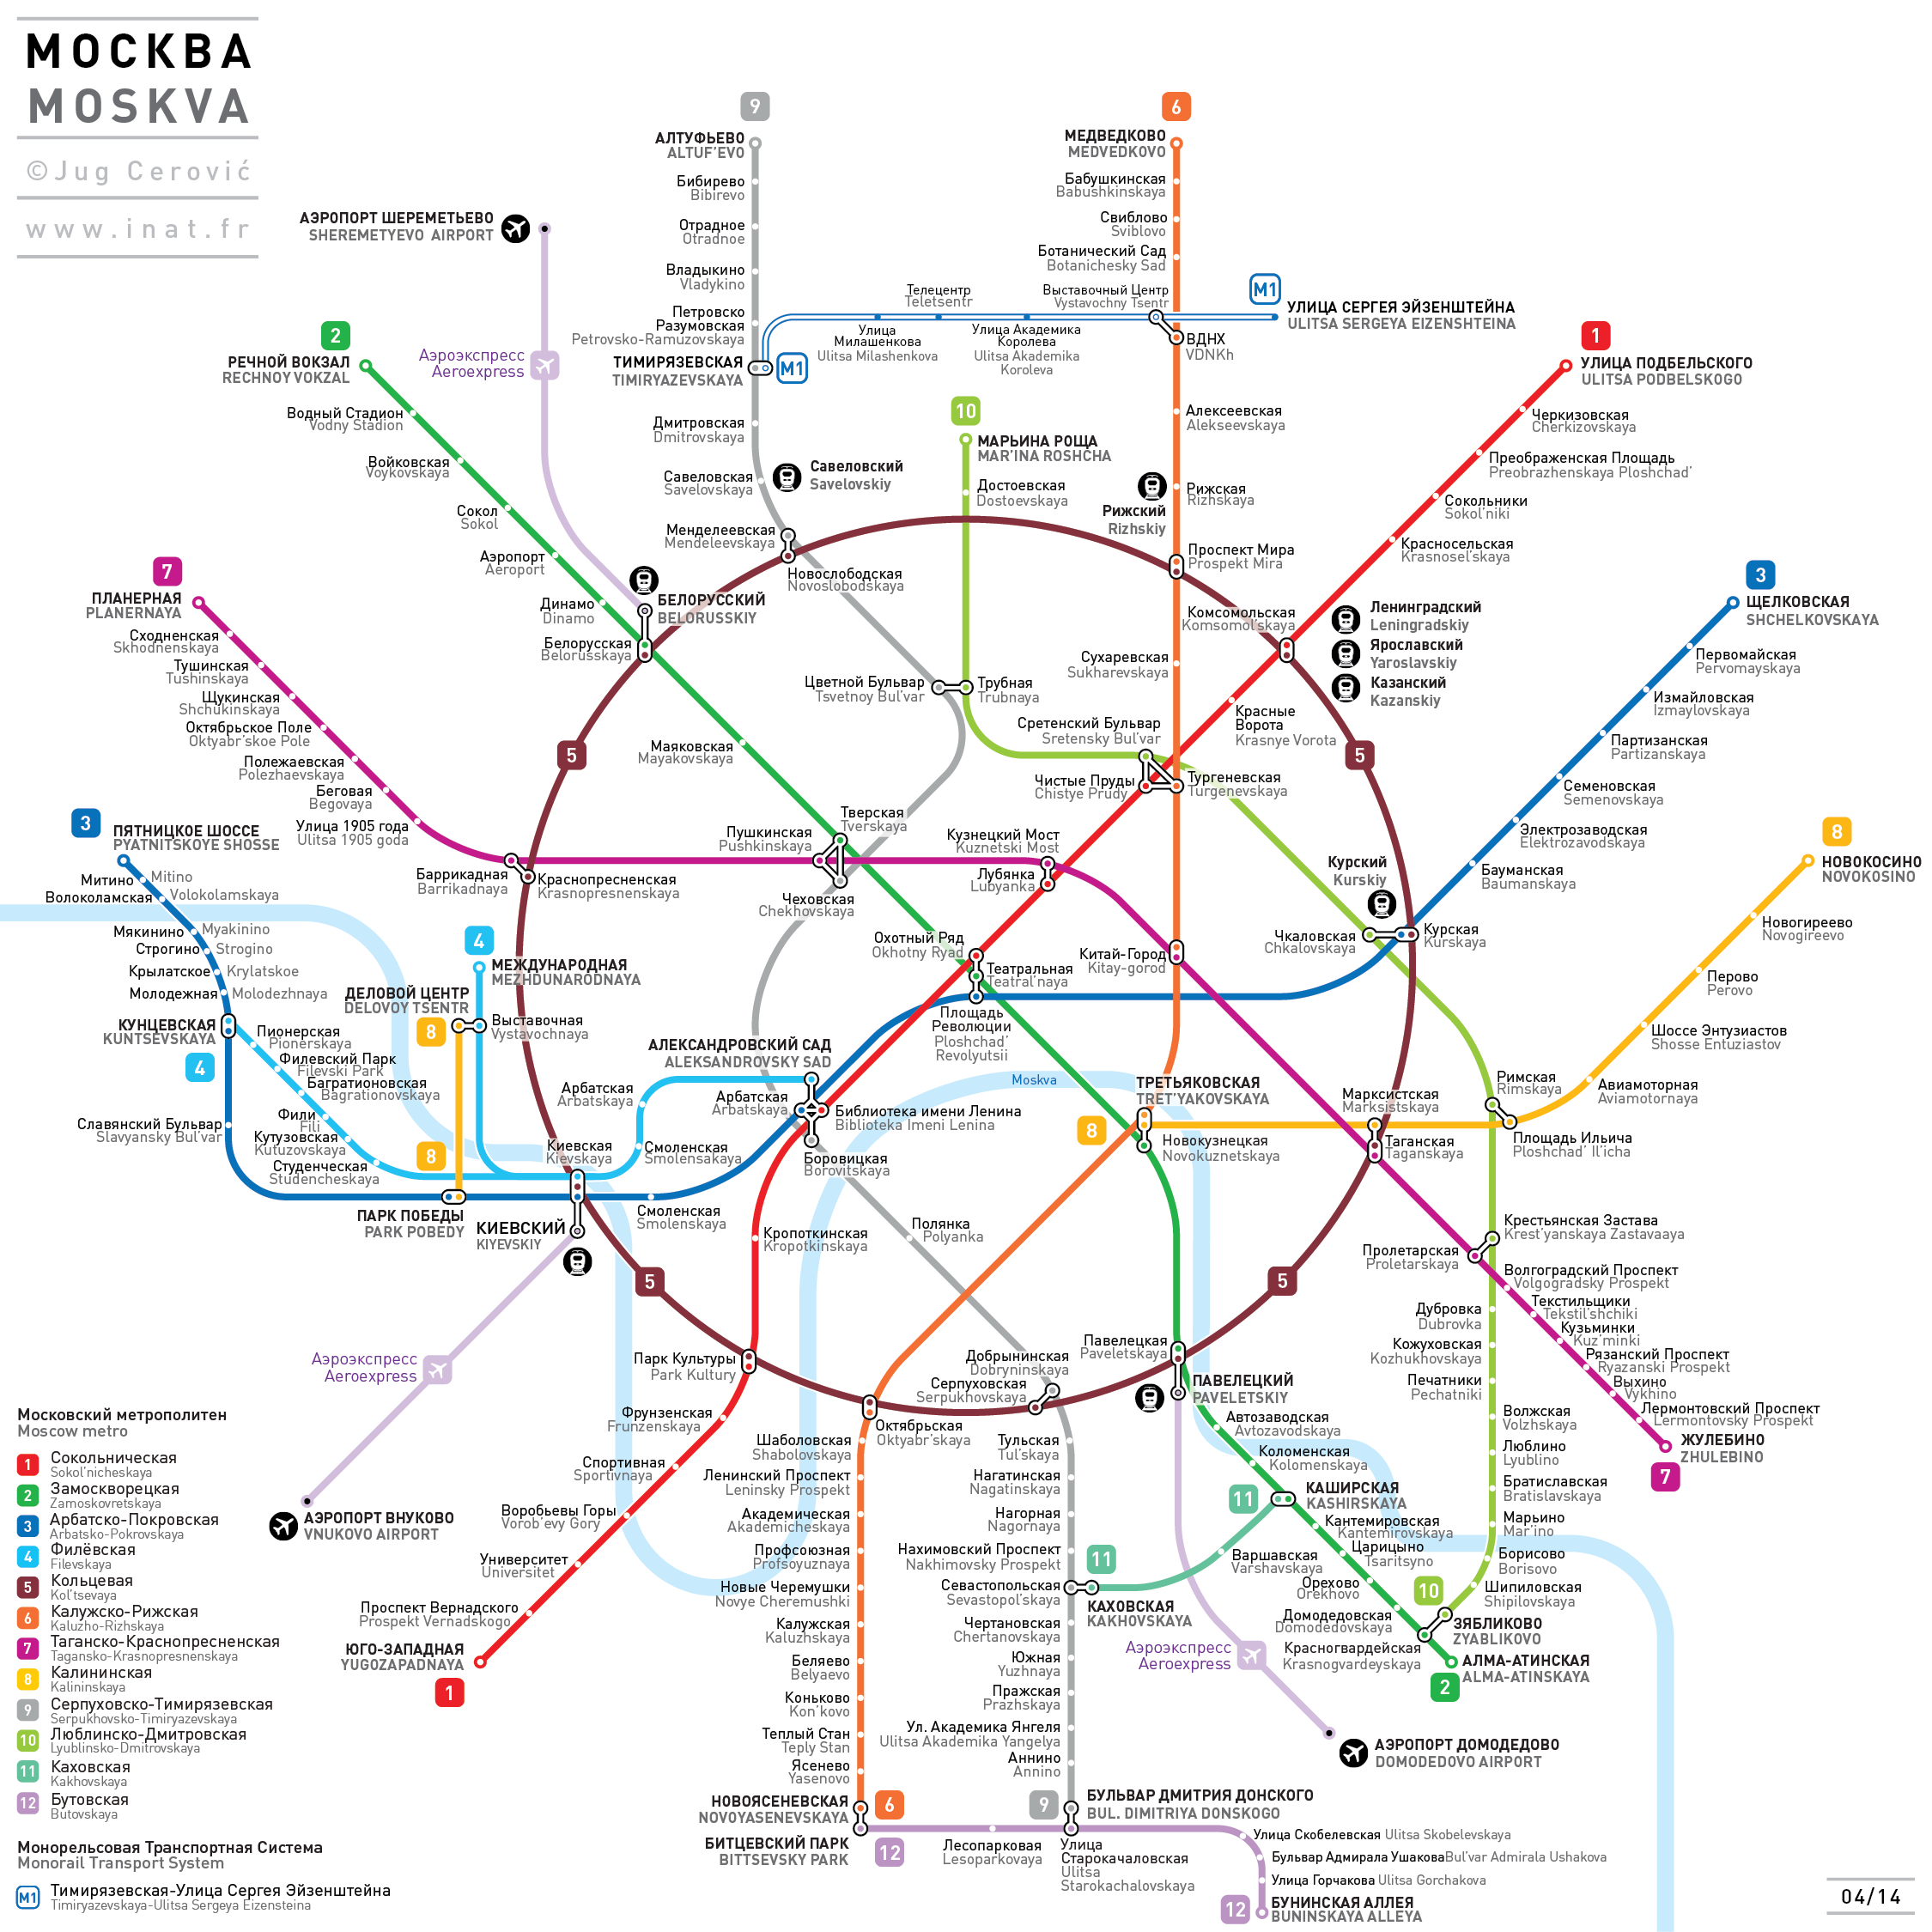 МОСКВА
MOSKVA
©Jug Cerović
www.inat.fr
9
АЛТУФЬЕВО
ALTUF'EVO
Бибирево
Bibirevo
Отрадное
Otradnoe
Владыкино
Vladykino
Петровско
Разумовская
Petrovsko-Ramuzovskaya
ТИМИРЯЗЕВСКАЯ
TIMIRYAZEVSKAYA
M1
Дмитровская
Dmitrovskaya
Савеловская
Savelovskaya
Савеловский
Savelovskiy
Менделеевская
Mendeleevskaya
Новослободская
Novoslobodskaya
6
МЕДВЕДКОВО
MEDVEDKOVO
Бабушкинская
Babushkinskaya
Свиблово
Sviblovo
Ботанический Сад
Botanichesky Sad
Выставочный Центр
Vystavochny Tsentr
ВДНХ
VDNKh
Телецентр
Teletsentr
Улица
Милашенкова
Ulitsa Milashenkova
Улица Академика
Королева
Ulitsa Akademika
Koroleva
M1
УЛИЦА СЕРГЕЯ ЭЙЗЕНШТЕЙНА
ULITSA SERGEYA EIZENSHTEINA
Алексеевская
Alekseevskaya
Рижская
Rizhskaya
Рижский
Rizhskiy
Проспект Мира
Prospekt Mira
Сухаревская
Sukharevskaya
АЭРОПОРТ ШЕРЕМЕТЬЕВО
SHEREMETYEVO AIRPORT
Аэроэкспресс
Aeroexpress
2
РЕЧНОЙ ВОКЗАЛ
RECHNOY VOKZAL
Водный Стадион
Vodny Stadion
Войковская
Voykovskaya
Сокол
Sokol
Аэропорт
Aeroport
Динамо
Dinamo
БЕЛОРУССКИЙ
BELORUSSKIY
Белорусская
Belorusskaya
Маяковская
Mayakovskaya
Тверская
Tverskaya
Пушкинская
Pushkinskaya
Чеховская
Chekhovskaya
10
МАРЬИНА РОЩА
MAR'INA ROSHCHA
Достоевская
Dostoevskaya
Цветной Бульвар
Tsvetnoy Bul'var
Трубная
Trubnaya
Сретенский Бульвар
Sretensky Bul'var
Чистые Пруды
Chistye Prudy
Тургеневская
Turgenevskaya
1
УЛИЦА ПОДБЕЛЬСКОГО
ULITSA PODBELSKOGO
Черкизовская
Cherkizovskaya
Преображенская Площадь
Preobrazhenskaya Ploshchad'
Сокольники
Sokol'niki
Красносельская
Krasnosel'skaya
Комсомольская
Komsomol'skaya
Ленинградский
Leningradskiy
Ярославский
Yaroslavskiy
Казанский
Kazanskiy
Красные
Ворота
Krasnye Vorota
3
ЩЕЛКОВСКАЯ
SHCHELKOVSKAYA
Первомайская
Pervomayskaya
Измайловская
Izmaylovskaya
Партизанская
Partizanskaya
Семеновская
Semenovskaya
Электрозаводская
Elektrozavodskaya
Бауманская
Baumanskaya
Курский
Kurskiy
Чкаловская
Chkalovskaya
Курская
Kurskaya
7
ПЛАНЕРНАЯ
PLANERNAYA
Сходненская
Skhodnenskaya
Тушинская
Tushinskaya
Щукинская
Shchukinskaya
Октябрьское Поле
Oktyabr'skoe Pole
Полежаевская
Polezhaevskaya
Беговая
Begovaya
Улица 1905 года
Ulitsa 1905 goda
Баррикадная
Barrikadnaya
Краснопресненская
Krasnopresnenskaya
5
5
5
5
Кузнецкий Мост
Kuznetski Most
Лубянка
Lubyanka
Китай-Город
Kitay-gorod
Охотный Ряд
Okhotny Ryad
Театральная
Teatral'naya
Площадь
Революции
Ploshchad'
Revolyutsii
3
ПЯТНИЦКОЕ ШОССЕ
PYATNITSKOYE SHOSSE
Митино Mitino
Волоколамская Volokolamskaya
Мякинино Myakinino
Строгино Strogino
Крылатское Krylatskoe
Молодежная Molodezhnaya
КУНЦЕВСКАЯ
KUNTSEVSKAYA
4
Пионерская
Pionerskaya
Филевский Парк
Filevski Park
Багратионовская
Bagrationovskaya
Фили
Fili
Кутузовская
Kutuzovskaya
Студенческая
Studencheskaya
Славянский Бульвар
Slavyansky Bul'var
4
МЕЖДУНАРОДНАЯ
MEZHDUNARODNAYA
ДЕЛОВОЙ ЦЕНТР
DELOVOY TSENTR
8
Выставочная
Vystavochnaya
8
ПАРК ПОБЕДЫ
PARK POBEDY
Киевская
Kievskaya
КИЕВСКИЙ
KIYEVSKIY
АЛЕКСАНДРОВСКИЙ САД
ALEKSANDROVSKY SAD
Арбатская
Arbatskaya
Арбатская
Arbatskaya
Смоленская
Smolensakaya
Смоленская
Smolenskaya
Библиотека имени Ленина
Biblioteka Imeni Lenina
Боровицкая
Borovitskaya
Moskva
ТРЕТЬЯКОВСКАЯ
TRET'YAKOVSKAYA
8
Новокузнецкая
Novokuznetskaya
Марксистская
Marksistskaya
Таганская
Taganskaya
8
НОВОКОСИНО
NOVOKOSINO
Новогиреево
Novogireevo
Перово
Perovo
Шоссе Энтузиастов
Shosse Entuziastov
Авиамоторная
Aviamotornaya
Римская
Rimskaya
Площадь Ильича
Ploshchad' Il'icha
Крестьянская Застава
Krest'yanskaya Zastavaaya
Пролетарская
Proletarskaya
Волгоградский Проспект
Volgogradsky Prospekt
Текстильщики
Tekstil'shchiki
Кузьминки
Kuz'minki
Рязанский Проспект
Ryazanski Prospekt
Выхино
Vykhino
Лермонтовский Проспект
Lermontovsky Prospekt
ЖУЛЕБИНО
ZHULEBINO
7
Дубровка
Dubrovka
Кожуховская
Kozhukhovskaya
Печатники
Pechatniki
Волжская
Volzhskaya
Люблино
Lyublino
Братиславская
Bratislavskaya
Марьино
Mar'ino
Борисово
Borisovo
Шипиловская
Shipilovskaya
10
ЗЯБЛИКОВО
ZYABLIKOVO
Кропоткинская
Kropotkinskaya
Полянка
Polyanka
Парк Культуры
Park Kultury
Фрунзенская
Frunzenskaya
Спортивная
Sportivnaya
Воробьевы Горы
Vorob'evy Gory
Университет
Universitet
Проспект Вернадского
Prospekt Vernadskogo
ЮГО-ЗАПАДНАЯ
YUGOZAPADNAYA
1
Аэроэкспресс
Aeroexpress
АЭРОПОРТ ВНУКОВО
VNUKOVO AIRPORT
Октябрьская
Oktyabr'skaya
Шаболовская
Shabolovskaya
Ленинский Проспект
Leninsky Prospekt
Академическая
Akademicheskaya
Профсоюзная
Profsoyuznaya
Новые Черемушки
Novye Cheremushki
Калужская
Kaluzhskaya
Беляево
Belyaevo
Коньково
Kon'kovo
Теплый Стан
Teply Stan
Ясенево
Yasenovo
НОВОЯСЕНЕВСКАЯ
NOVOYASENEVSKAYA
6
БИТЦЕВСКИЙ ПАРК
BITTSEVSKY PARK
12
Добрынинская
Dobryninskaya
Серпуховская
Serpukhovskaya
Тульская
Tul'skaya
Нагатинская
Nagatinskaya
Нагорная
Nagornaya
Нахимовский Проспект
Nakhimovsky Prospekt
Севастопольская
Sevastopol'skaya
11
КАХОВСКАЯ
KAKHOVSKAYA
Чертановская
Chertanovskaya
Южная
Yuzhnaya
Пражская
Prazhskaya
Ул. Академика Янгеля
Ulitsa Akademika Yangelya
Аннино
Annino
9
БУЛЬВАР ДМИТРИЯ ДОНСКОГО
BUL. DIMITRIYA DONSKOGO
Лесопарковая
Lesoparkovaya
Улица
Старокачаловская
Ulitsa
Starokachalovskaya
Улица Скобелевская Ulitsa Skobelevskaya
Бульвар Адмирала Ушакова Bul'var Admirala Ushakova
Улица Горчакова Ulitsa Gorchakova
12
БУНИНСКАЯ АЛЛЕЯ
BUNINSKAYA ALLEYA
Павелецкая
Paveletskaya
ПАВЕЛЕЦКИЙ
PAVELETSKIY
Автозаводская
Avtozavodskaya
Коломенская
Kolomenskaya
11
КАШИРСКАЯ
KASHIRSKAYA
Варшавская
Varshavskaya
Кантемировская
Kantemirovskaya
Царицыно
Tsaritsyno
Орехово
Orekhovo
Домодедовская
Domodedovskaya
Красногвардейская
Krasnogvardeyskaya
АЛМА-АТИНСКАЯ
ALMA-ATINSKAYA
2
Аэроэкспресс
Aeroexpress
АЭРОПОРТ ДОМОДЕДОВО
DOMODEDOVO AIRPORT
Московский метрополитен
Moscow metro
1 Сокольническая
Sokol'nicheskaya
2 Замоскворецкая
Zamoskvoretskaya
3 Арбатско-Покровская
Arbatsko-Pokrovskaya
4 Филёвская
Filevskaya
5 Кольцевая
Kol'tsevaya
6 Калужско-Рижская
Kaluzho-Rizhskaya
7 Таганско-Краснопресненская
Tagansko-Krasnopresnenskaya
8 Калининская
Kalininskaya
9 Серпуховско-Тимирязевская
Serpukhovsko-Timiryazevskaya
10 Люблинско-Дмитровская
Lyublinsko-Dmitrovskaya
11 Каховская
Kakhovskaya
12 Бутовская
Butovskaya
Монорельсовая Транспортная Система
Monorail Transport System
M1 Тимирязевская-Улица Сергея Эйзенштейна
Timiryazevskaya-Ulitsa Sergeya Eizensteina
04/14